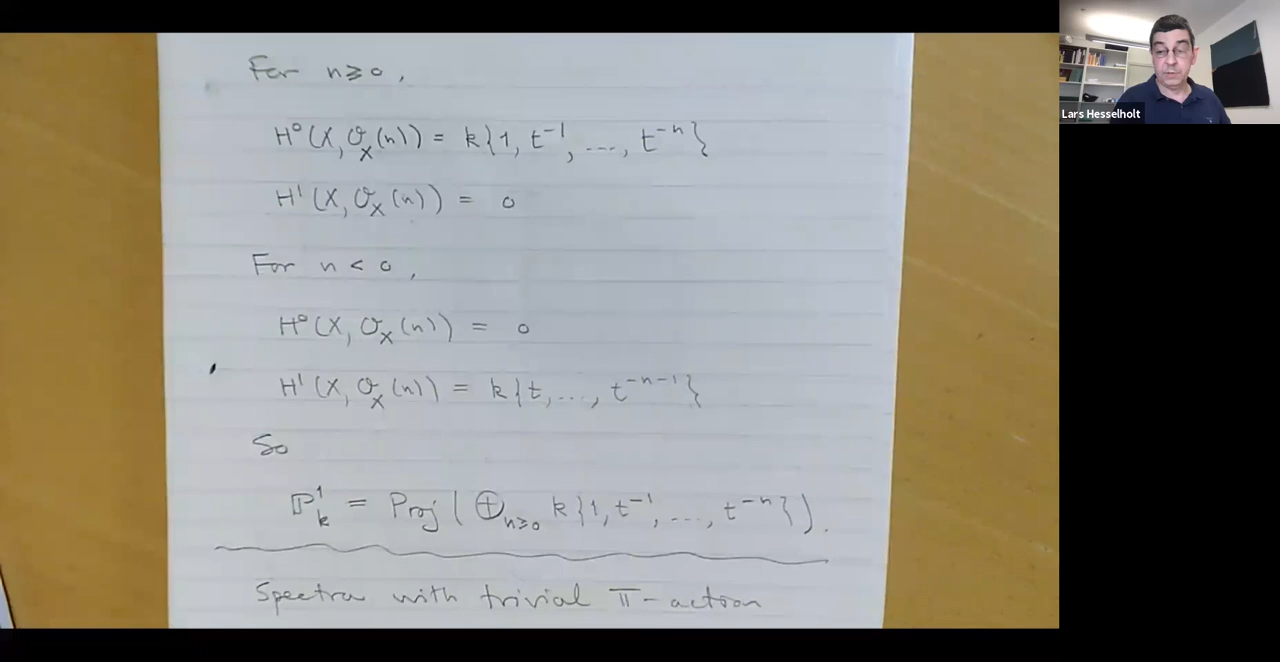 For n ≥ 0,
H⁰(X, 𝒪_X(n)) = k{1, t⁻¹, ..., t⁻ⁿ}
H¹(X, 𝒪_X(n)) = 0
For n < 0,
H⁰(X, 𝒪_X(n)) = 0
H¹(X, 𝒪_X(n)) = k{t, ..., t⁻ⁿ⁻¹}
So
ℙ¹_k = Proj(⊕_{n≥0} k{1, t⁻¹, ..., t⁻ⁿ}).
Spectra with trivial 𝕋-action
Lars Hesselholt